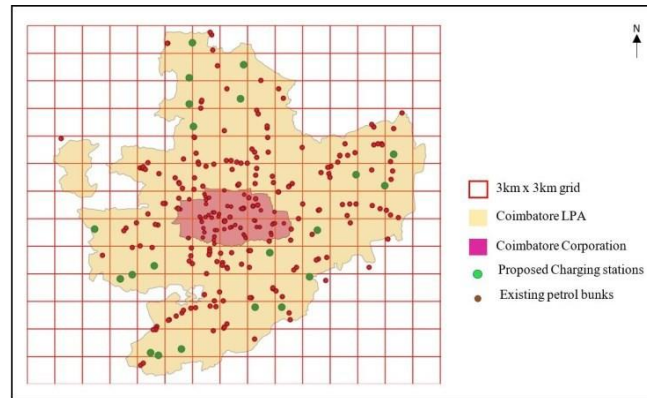 N
3km x 3km grid
Coimbatore LPA
Coimbatore Corporation
Proposed Charging stations
Existing petrol bunks